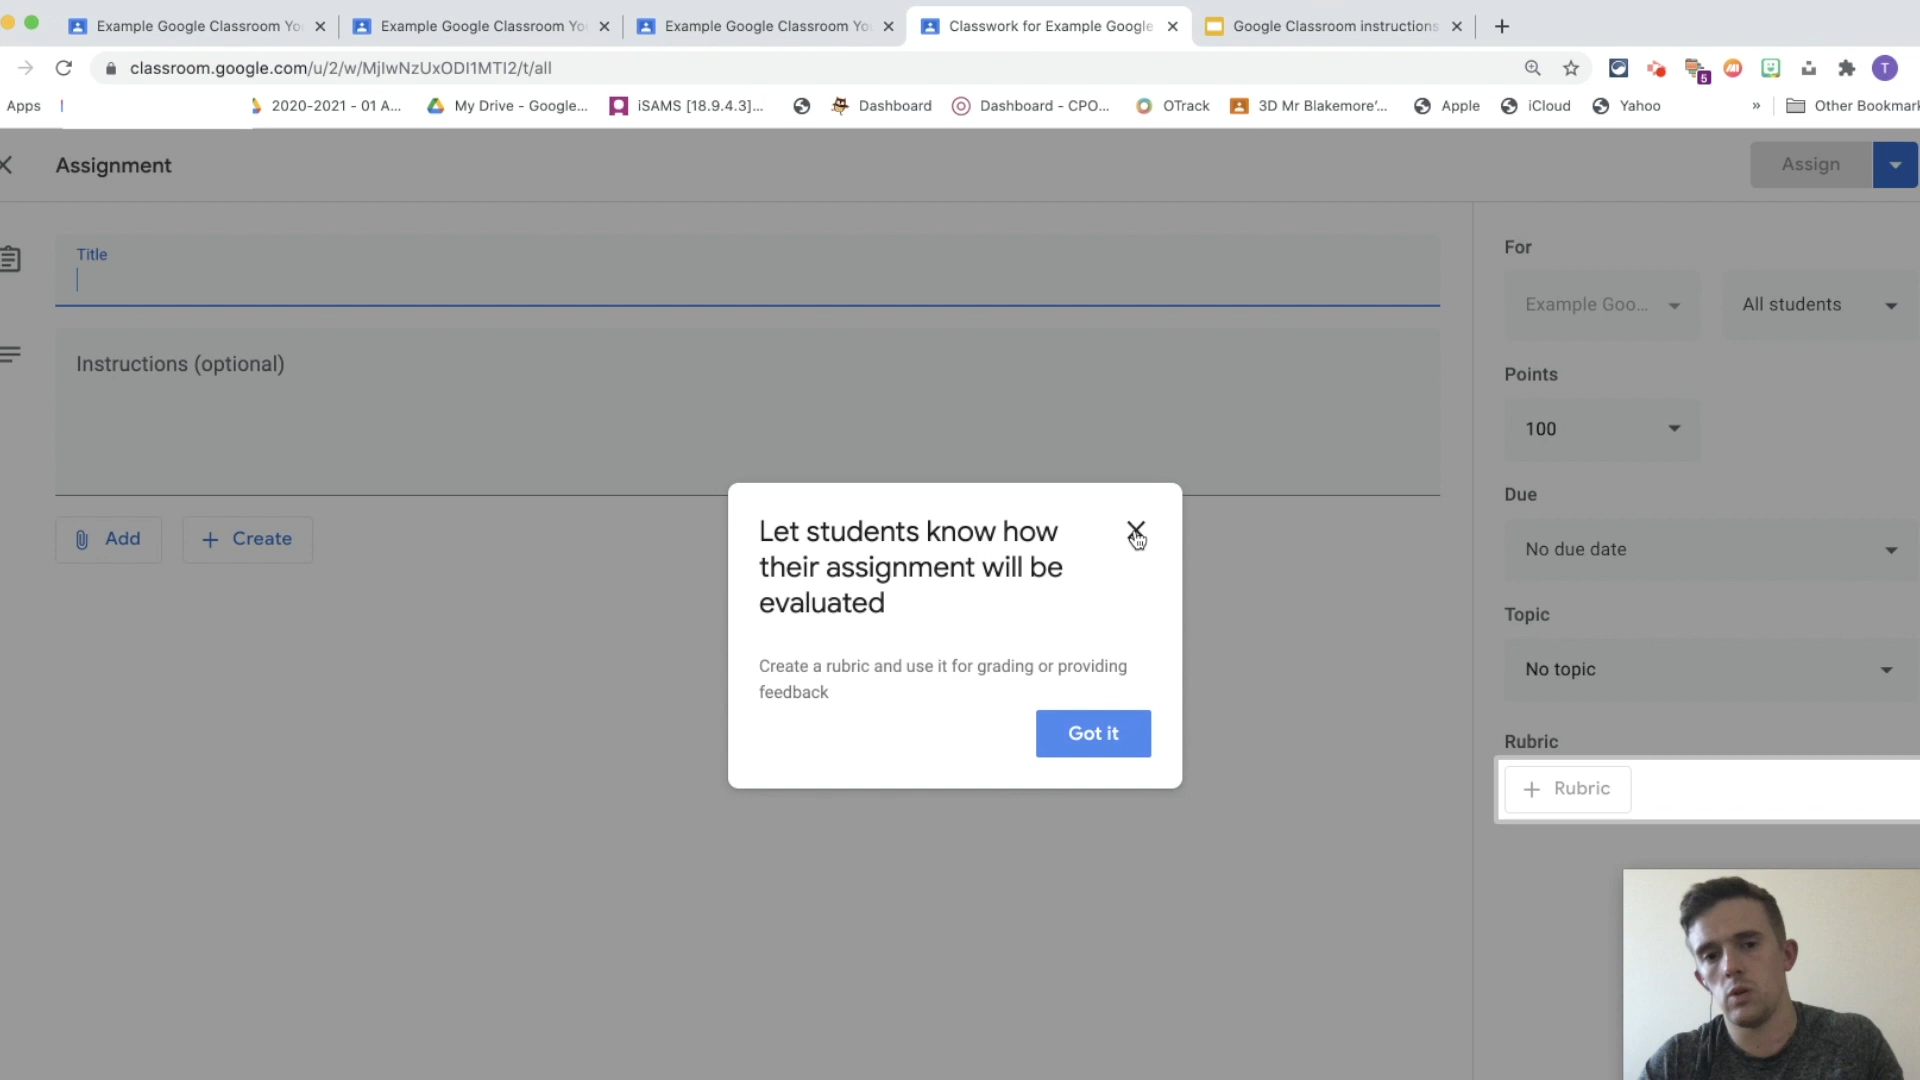 Example Google Classroom Yo
Example Google Classroom Yo
Example Google Classroom Yo
Classwork for Example Google
Google Classroom instructions
classroom.google.com/u/2/w/MjIwNzUxODI1MTI2/t/all
5
T
Apps
2020-2021 - 01 A...
My Drive - Google...
iSAMS [18.9.4.3]...
Dashboard
Dashboard - CPO...
OTrack
3D Mr Blakemore'...
Apple
iCloud
Yahoo
»
Other Bookmark
Assignment
Assign
Title
Instructions (optional)
Add
Create
For
Example Goo...
All students
Points
100
Due
No due date
Topic
No topic
Rubric
Rubric
Let students know how
their assignment will be
evaluated
Create a rubric and use it for grading or providing
feedback
Got it